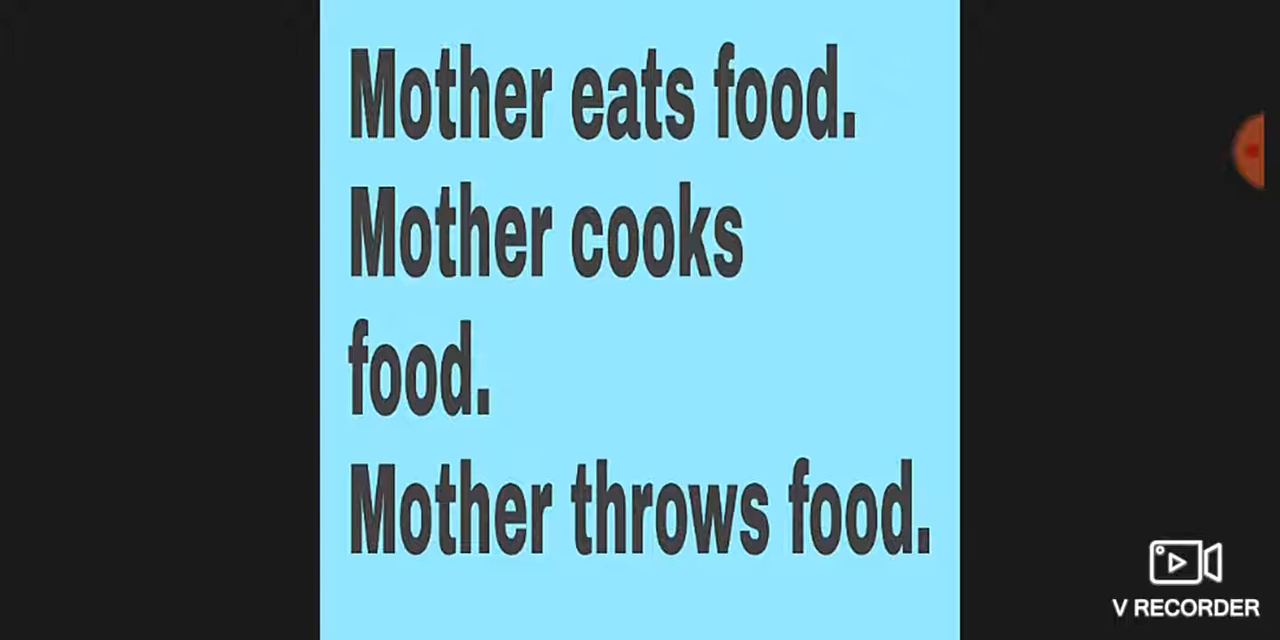 Mother eats food.
Mother cooks
food.
Mother throws food.
V RECORDER